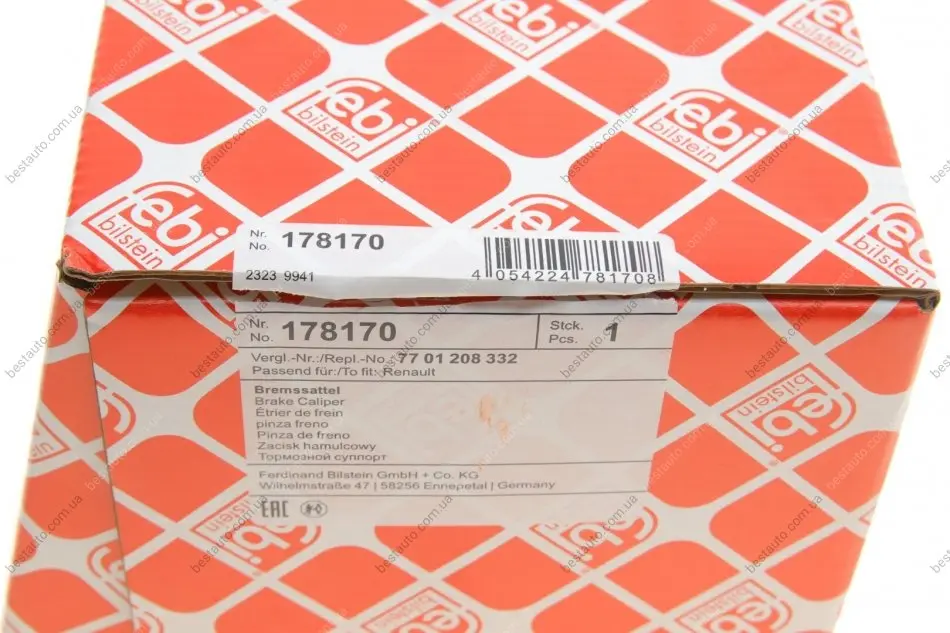 febi
bilstein
Nr.
No. 178170
2323 9941
4 054224 781708
Nr.
No. 178170
Stck.
Pcs. 1
Vergl.-Nr.:/Repl.-No.: 77 01 208 332
Passend für:/To fit: Renault
Bremssattel
Brake Caliper
Étrier de frein
pinza freno
Pinza de freno
Zacisk hamulcowy
Тормозной суппорт
Ferdinand Bilstein GmbH + Co. KG
Wilhelmstraße 47 | 58256 Ennepetal | Germany
EAC
bestauto.com.ua